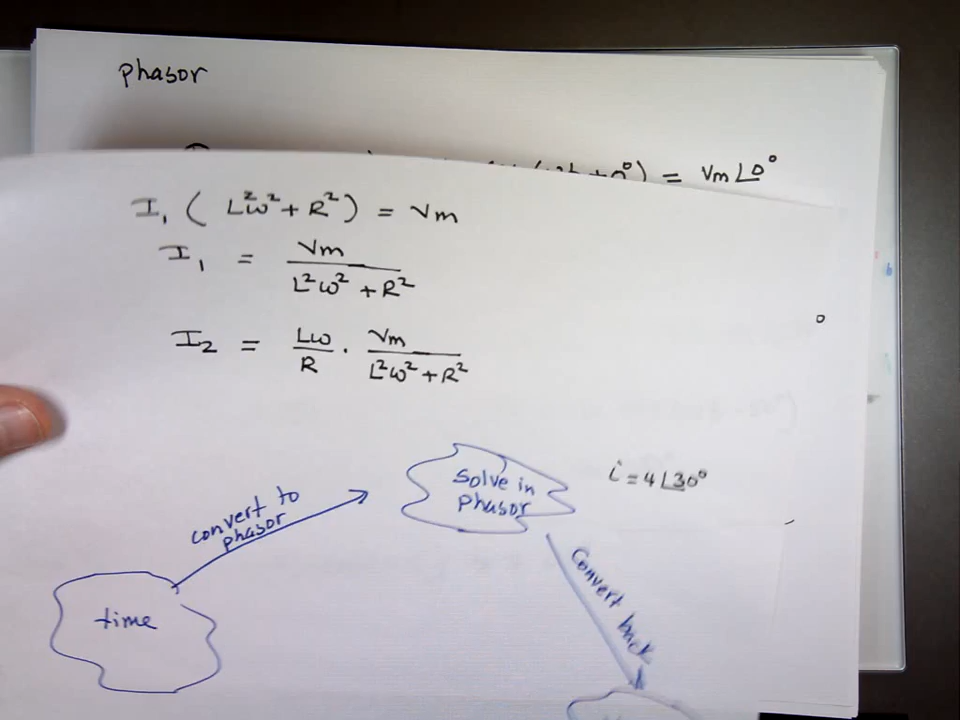 phasor
= Vm∠0°
I₁ ( L²ω² + R² ) = Vm
I₁ = Vm / L²ω² + R²
I₂ = Lω / R · Vm / L²ω² + R²
convert to
phasor
Solve in
phasor
i = 4∠30°
Convert back
time